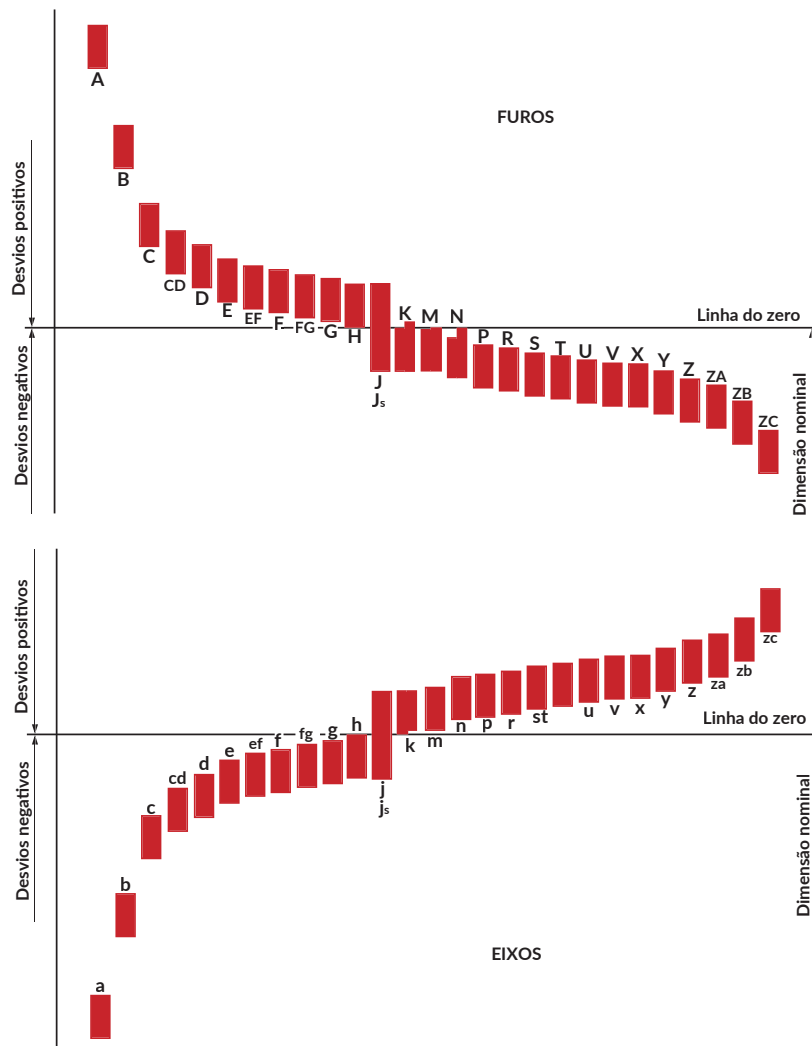 A
FUROS
B
Desvios positivos
C
CD
D
E
EF
F
FG
G
H
K
M
N
Linha do zero
P
R
S
T
U
V
X
Y
Z
ZA
ZB
ZC
J
Js
Desvios negativos
Dimensão nominal
Desvios positivos
zc
zb
za
z
y
x
v
u
st
r
p
n
m
k
Linha do zero
h
g
fg
f
ef
e
d
cd
c
j
js
b
Desvios negativos
Dimensão nominal
EIXOS
a